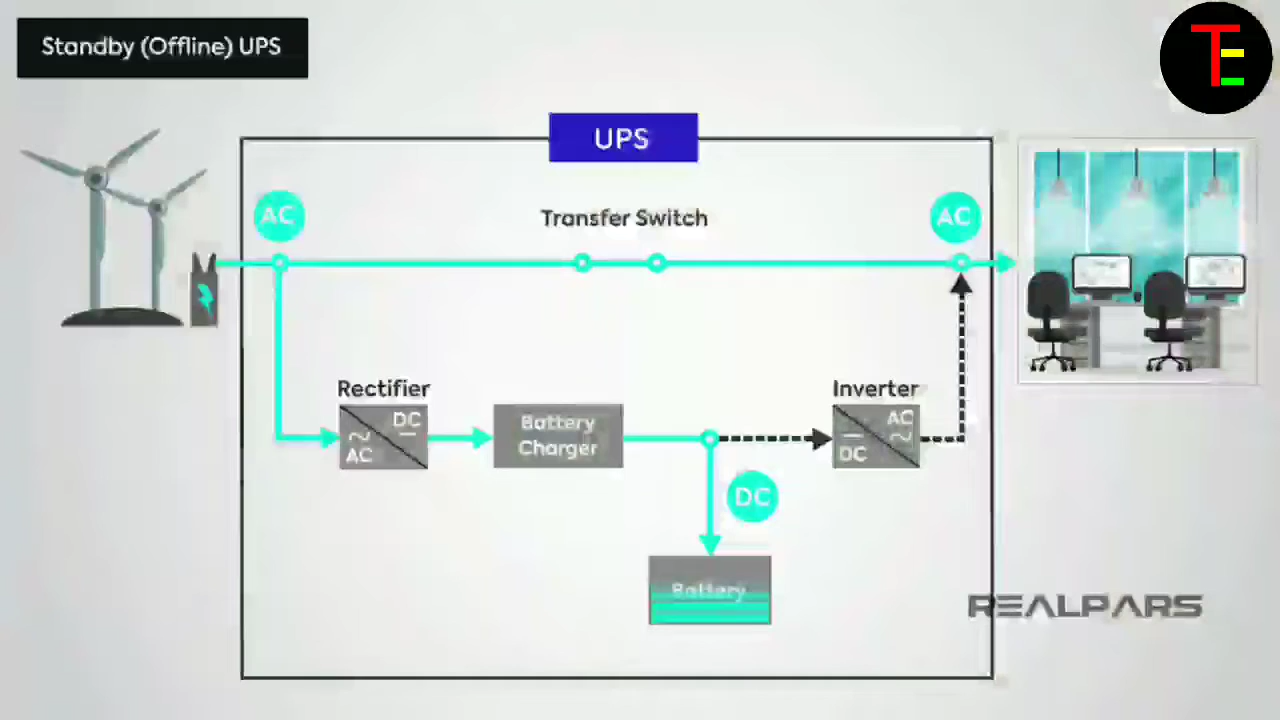 Standby (Offline) UPS
TE
UPS
AC
Transfer Switch
AC
Rectifier
DC
AC
Battery
Charger
Inverter
AC
DC
DC
Battery
REALPARS